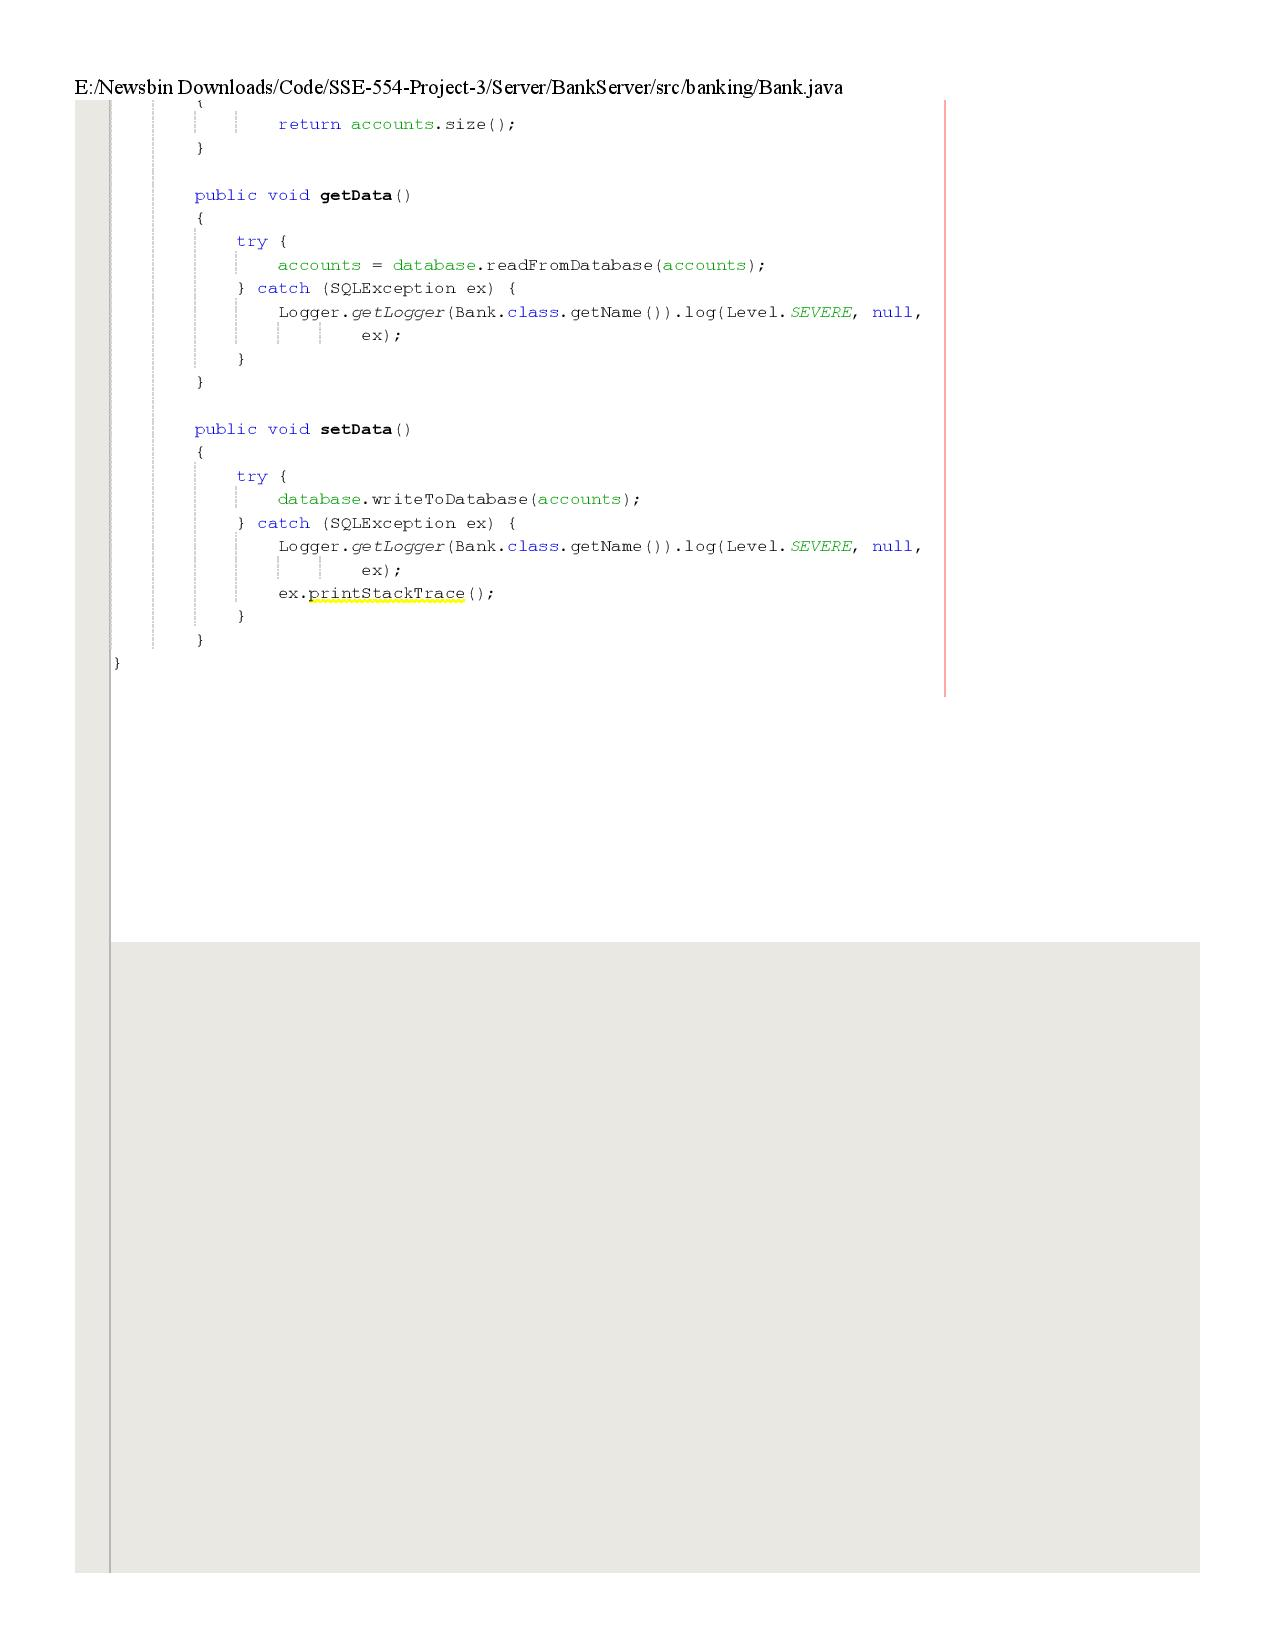 E:/Newsbin Downloads/Code/SSE-554-Project-3/Server/BankServer/src/banking/Bank.java
{
return accounts.size();
}
public void getData()
{
try {
accounts = database.readFromDatabase(accounts);
} catch (SQLException ex) {
Logger.getLogger(Bank.class.getName()).log(Level.SEVERE, null,
ex);
}
}
public void setData()
{
try {
database.writeToDatabase(accounts);
} catch (SQLException ex) {
Logger.getLogger(Bank.class.getName()).log(Level.SEVERE, null,
ex);
ex.printStackTrace();
}
}
}